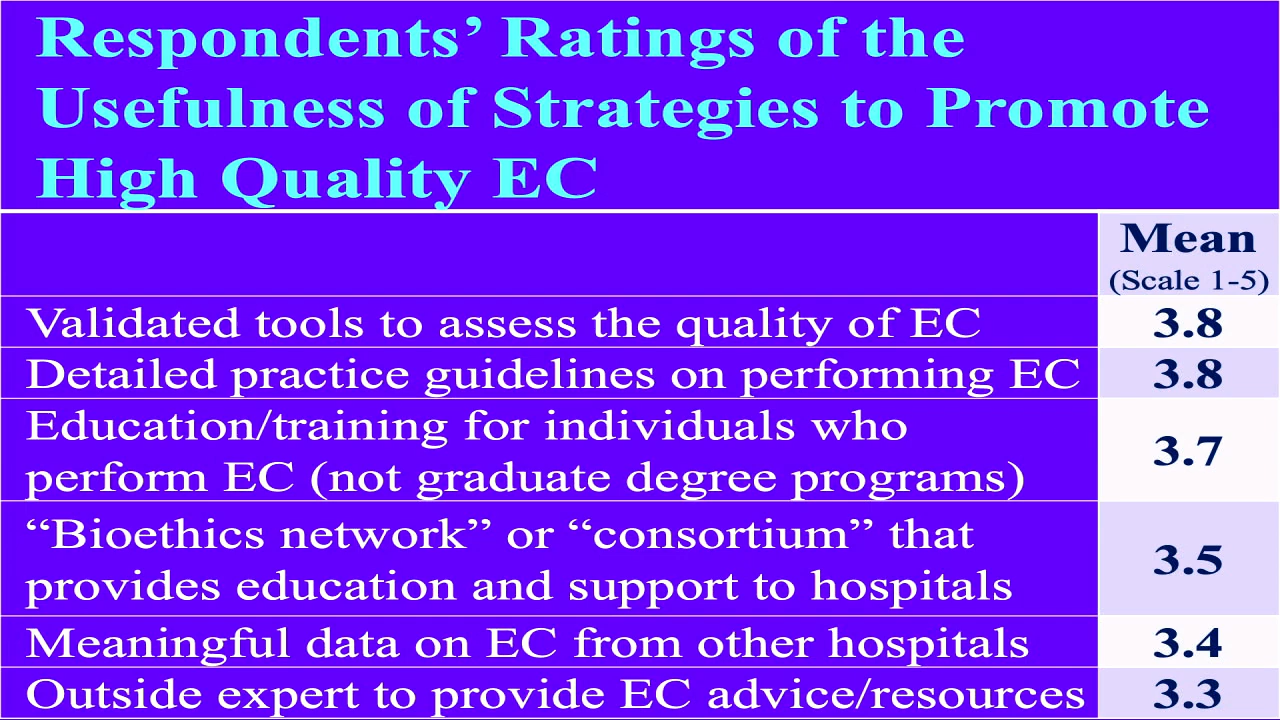 Respondents’ Ratings of the
Usefulness of Strategies to Promote
High Quality EC
Mean
(Scale 1-5)
Validated tools to assess the quality of EC
3.8
Detailed practice guidelines on performing EC
3.8
Education/training for individuals who
perform EC (not graduate degree programs)
3.7
“Bioethics network” or “consortium” that
provides education and support to hospitals
3.5
Meaningful data on EC from other hospitals
3.4
Outside expert to provide EC advice/resources
3.3